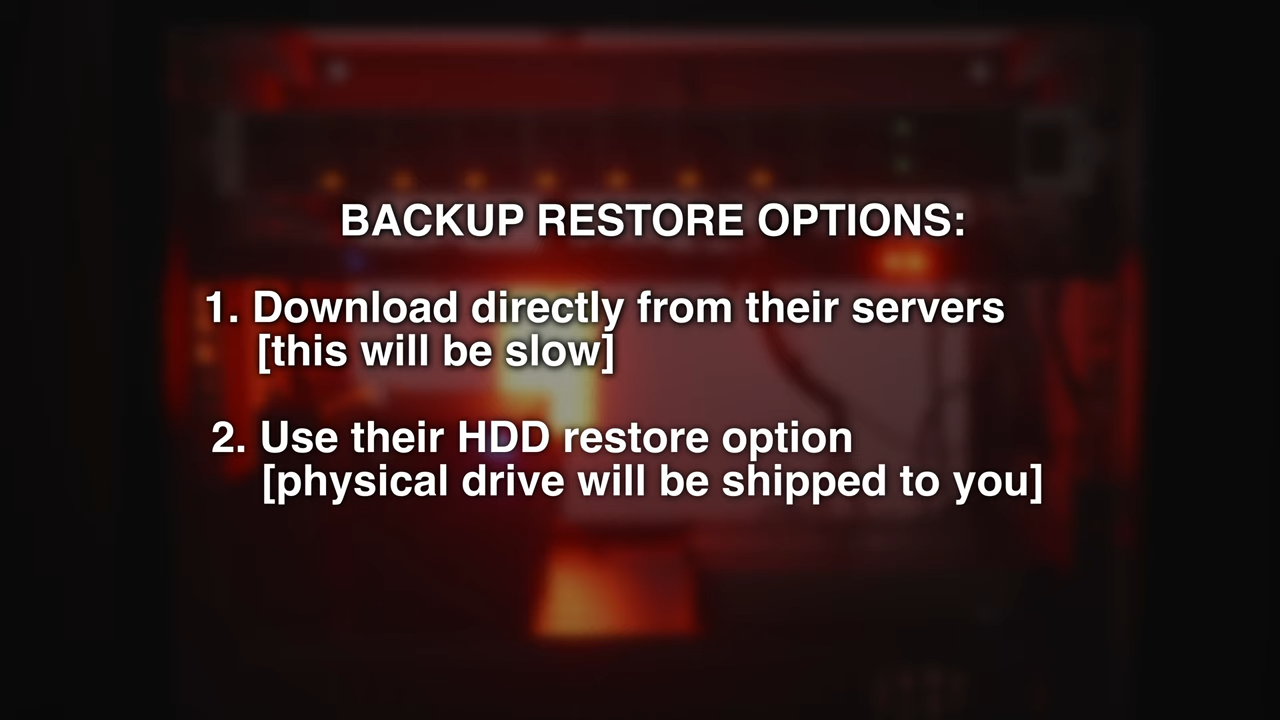 BACKUP RESTORE OPTIONS:
1. Download directly from their servers
[this will be slow]
2. Use their HDD restore option
[physical drive will be shipped to you]